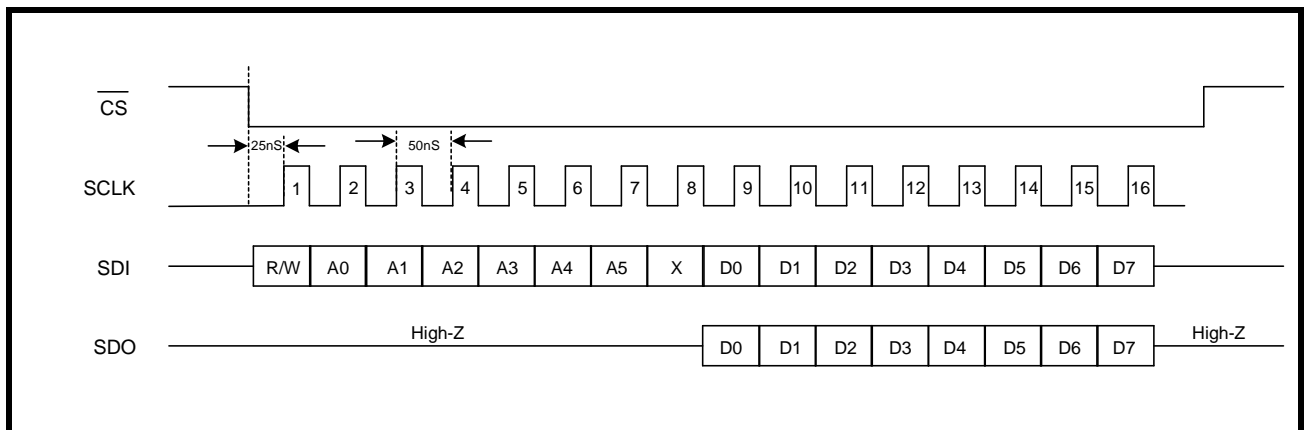 CS
25nS 50nS
SCLK 1 2 3 4 5 6 7 8 9 10 11 12 13 14 15 16
SDI R/W A0 A1 A2 A3 A4 A5 X D0 D1 D2 D3 D4 D5 D6 D7
High-Z High-Z
SDO D0 D1 D2 D3 D4 D5 D6 D7